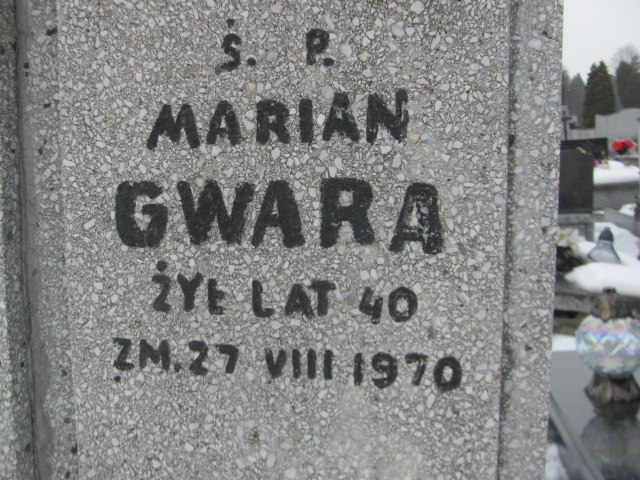 Ś. P.
MARIAN
GWARA
ŻYŁ LAT 40
ZM. 27 VIII 1970